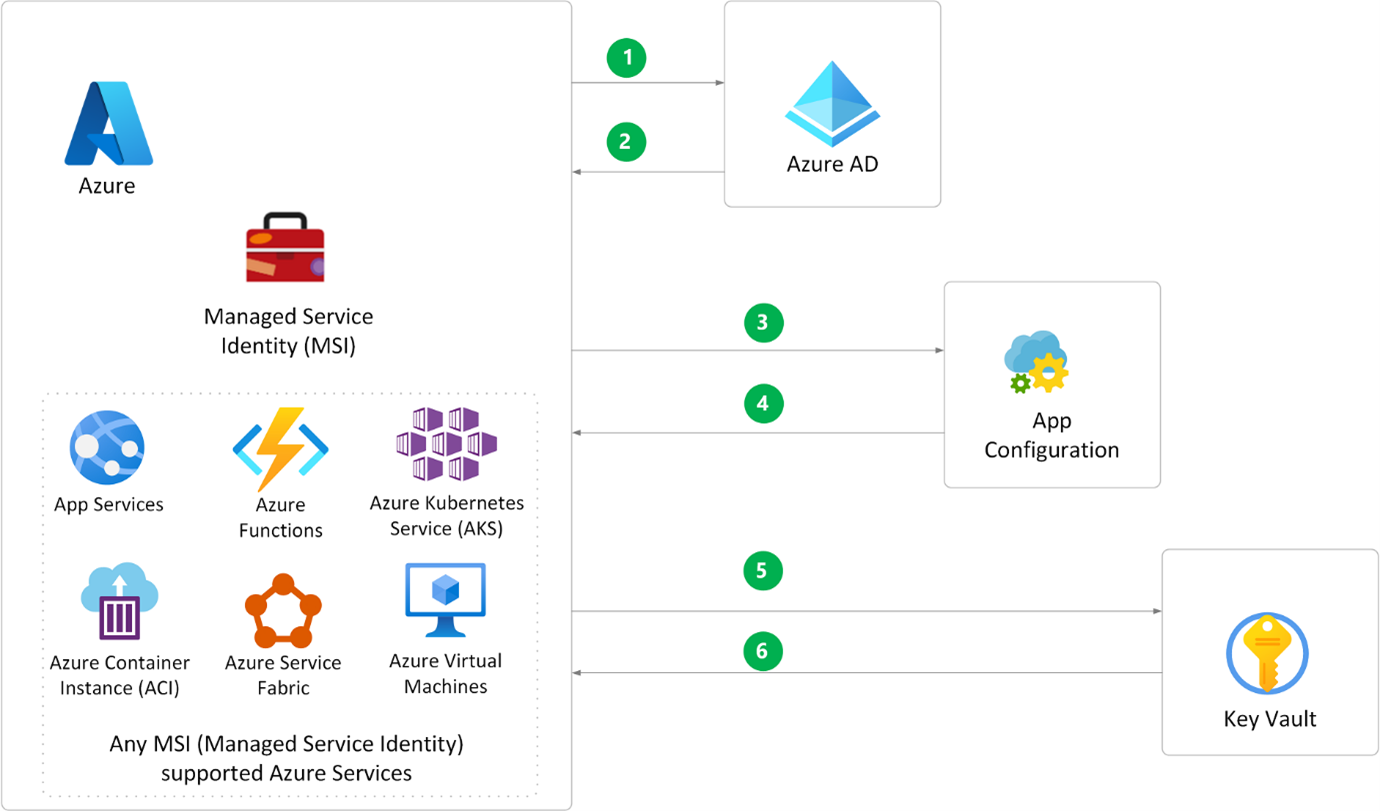 1
2
Azure AD
Azure
Managed Service
Identity (MSI)
3
4
App
Configuration
App Services
Azure
Functions
Azure Kubernetes
Service (AKS)
5
6
Azure Container
Instance (ACI)
Azure Service
Fabric
Azure Virtual
Machines
Key Vault
Any MSI (Managed Service Identity)
supported Azure Services